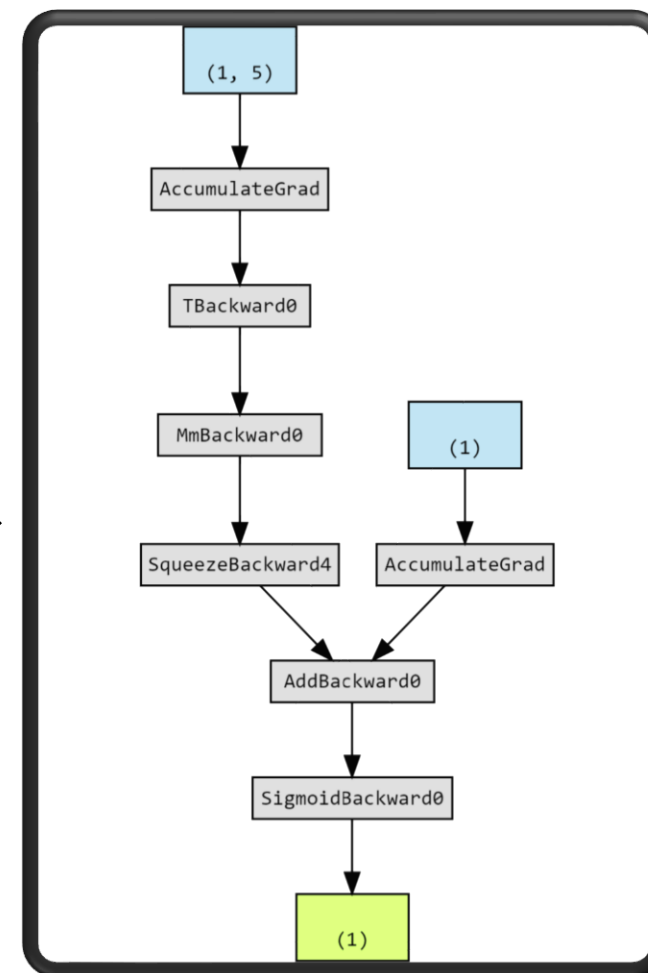 (1, 5)
AccumulateGrad
TBackward0
MmBackward0
(1)
SqueezeBackward4
AccumulateGrad
AddBackward0
SigmoidBackward0
(1)